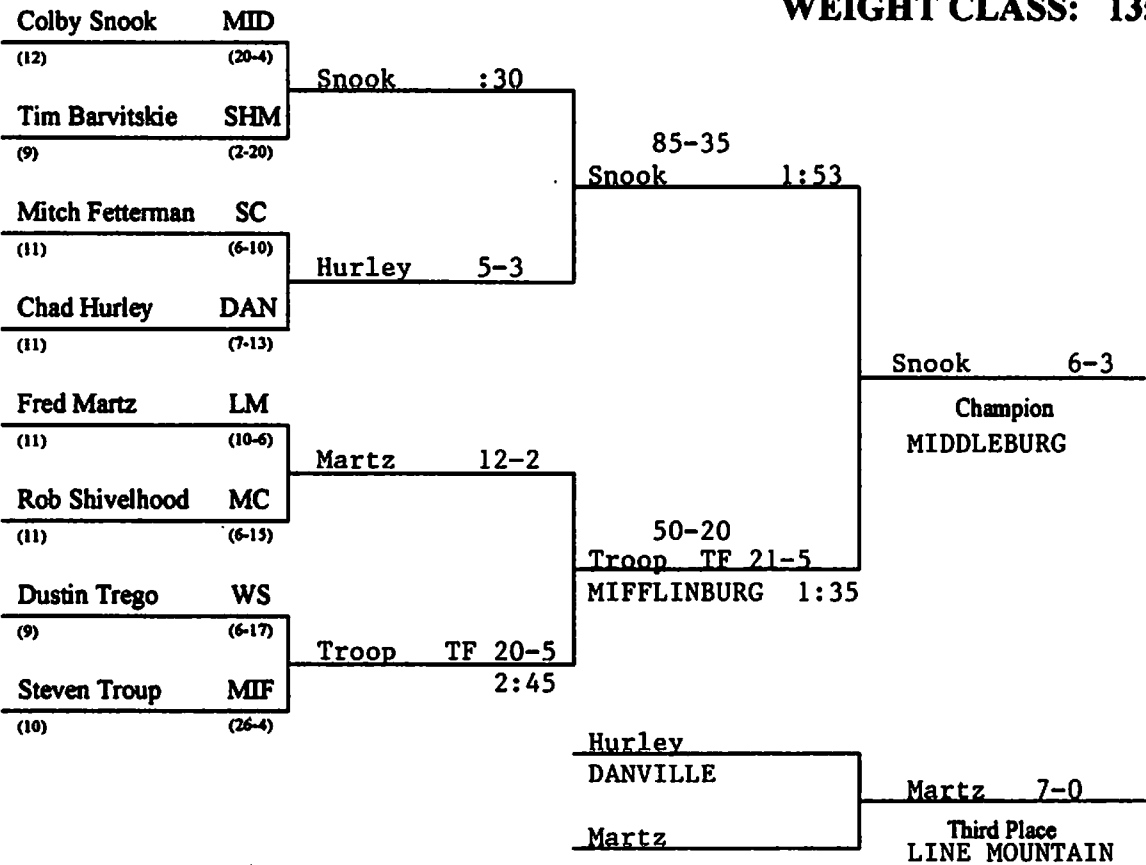 WEIGHT CLASS:
Colby Snook MID
(12) (20-4)
Snook :30
Tim Barvitskie SHM
(9) (2-20)
85-35
Snook 1:53
Mitch Fetterman SC
(11) (6-10)
Hurley 5-3
Chad Hurley DAN
(11) (7-13)
Snook 6-3
Champion
MIDDLEBURG
Fred Martz LM
(11) (10-6)
Martz 12-2
Rob Shivelhood MC
(11) (6-15)
50-20
Troop TF 21-5
MIFFLINBURG 1:35
Dustin Trego WS
(9) (6-17)
Troop TF 20-5
2:45
Steven Troup MIF
(10) (26-4)
Hurley
DANVILLE
Martz 7-0
Third Place
LINE MOUNTAIN
Martz